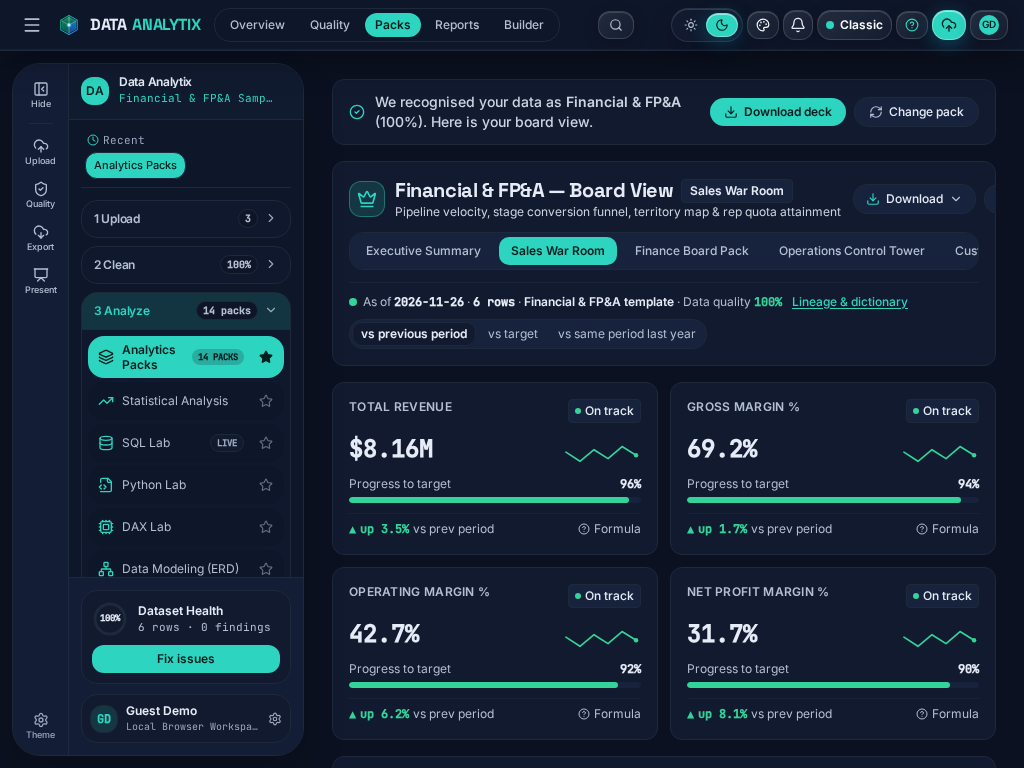 DATA ANALYTIX
Overview
Quality
Packs
Reports
Builder
Classic
GD
Hide
Upload
Quality
Export
Present
Theme
DA
Data Analytix
Financial & FP&A Samp…
Recent
Analytics Packs
1 Upload
3
2 Clean
100%
3 Analyze
14 packs
Analytics Packs
14 PACKS
Statistical Analysis
SQL Lab
LIVE
Python Lab
DAX Lab
Data Modeling (ERD)
100%
Dataset Health
6 rows · 0 findings
Fix issues
GD
Guest Demo
Local Browser Workspa…
We recognised your data as Financial & FP&A
(100%). Here is your board view.
Download deck
Change pack
Financial & FP&A — Board View
Sales War Room
Pipeline velocity, stage conversion funnel, territory map & rep quota attainment
Download
Executive Summary
Sales War Room
Finance Board Pack
Operations Control Tower
Cus
As of 2026-11-26 · 6 rows · Financial & FP&A template · Data quality 100% Lineage & dictionary
vs previous period
vs target
vs same period last year
TOTAL REVENUE
On track
$8.16M
Progress to target
96%
▲ up 3.5% vs prev period
Formula
GROSS MARGIN %
On track
69.2%
Progress to target
94%
▲ up 1.7% vs prev period
Formula
OPERATING MARGIN %
On track
42.7%
Progress to target
92%
▲ up 6.2% vs prev period
Formula
NET PROFIT MARGIN %
On track
31.7%
Progress to target
90%
▲ up 8.1% vs prev period
Formula